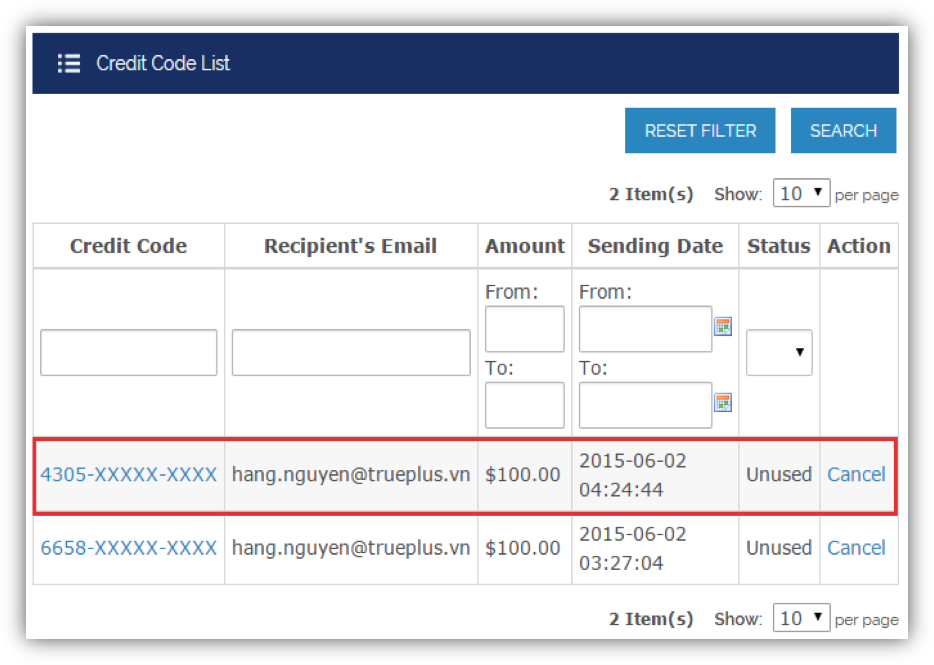 Credit Code List
RESET FILTER SEARCH
2 Item(s) Show: 10 per page
Credit Code Recipient's Email Amount Sending Date Status Action
From: From:
To: To:
4305-XXXXX-XXXX hang.nguyen@trueplus.vn $100.00 2015-06-02 04:24:44 Unused Cancel
6658-XXXXX-XXXX hang.nguyen@trueplus.vn $100.00 2015-06-02 03:27:04 Unused Cancel
2 Item(s) Show: 10 per page